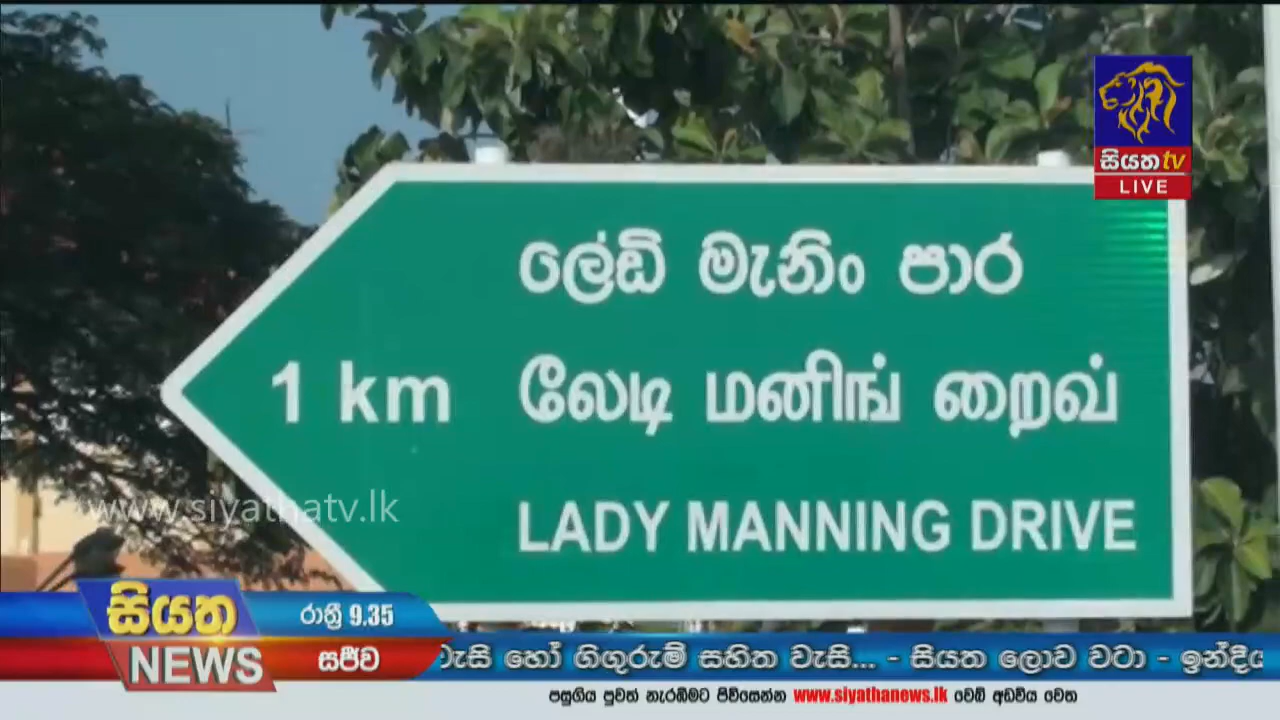 සියත tv
LIVE
ලේඩි මැනිං පාර
1 km
லேடி மனிங் றைவ்
LADY MANNING DRIVE
www.siyathatv.lk
සියත
NEWS
රාත්‍රී 9.35
සජීව
වැසි හෝ ගිගුරුම් සහිත වැසි... - සියත ලොව වටා -
පසුගිය පුවත් නැරඹීමට පිවිසෙන්න www.siyathanews.lk වෙබ් අඩවිය වෙත